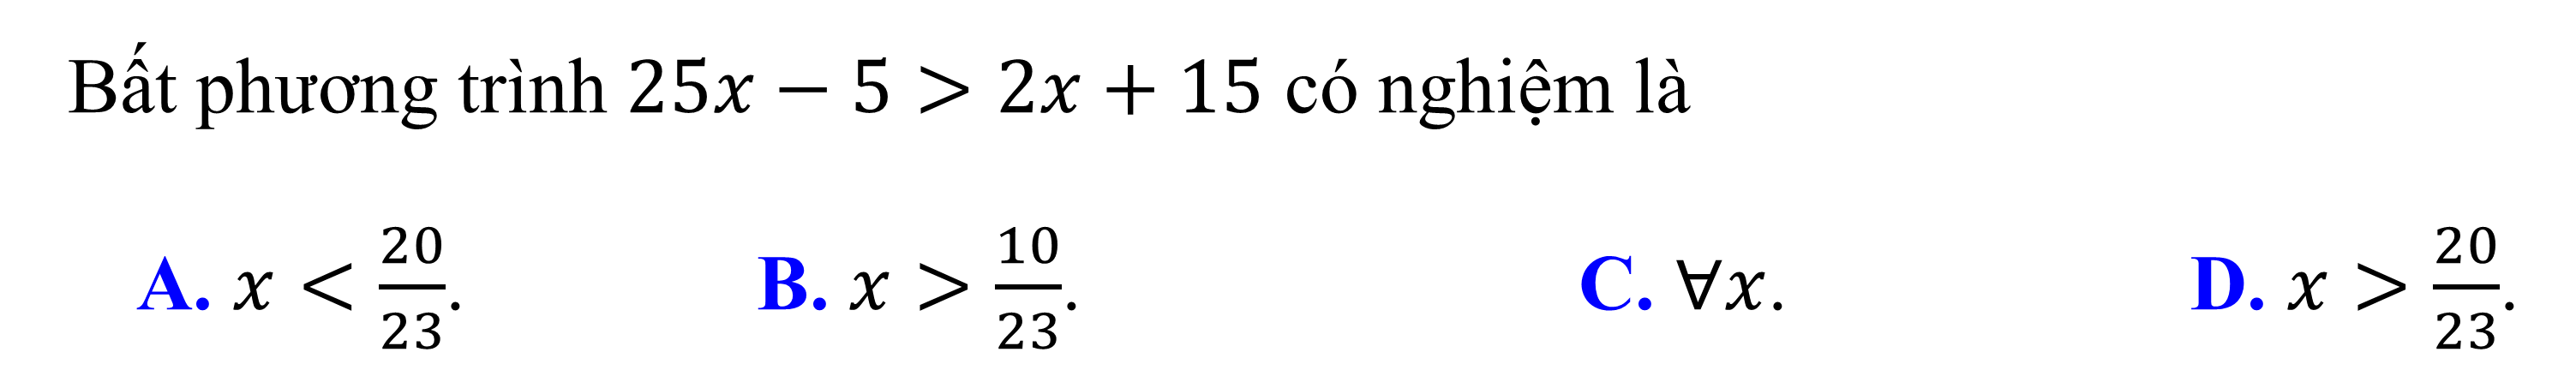 Bất phương trình 25x − 5 > 2x + 15 có nghiệm là
A. x < 20/23. B. x > 10/23. C. ∀x. D. x > 20/23.